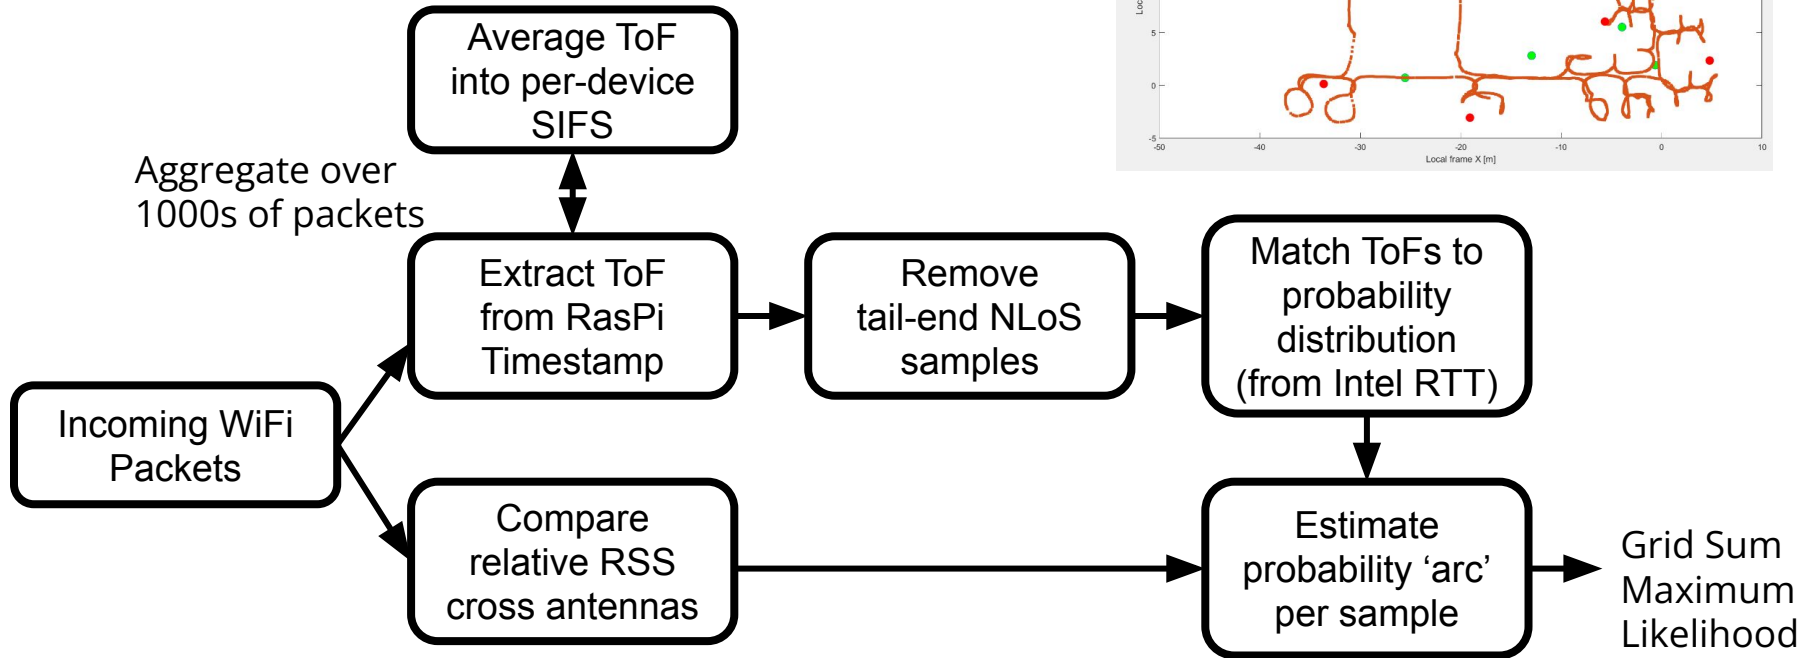 Average ToF
into per-device
SIFS
Aggregate over
1000s of packets
Extract ToF
from RasPi
Timestamp
Remove
tail-end NLoS
samples
Match ToFs to
probability
distribution
(from Intel RTT)
Incoming WiFi
Packets
Compare
relative RSS
cross antennas
Estimate
probability ‘arc’
per sample
Grid Sum
Maximum
Likelihood
5
0
-5
-50
-40
-30
-20
-10
0
10
Local frame X [m]